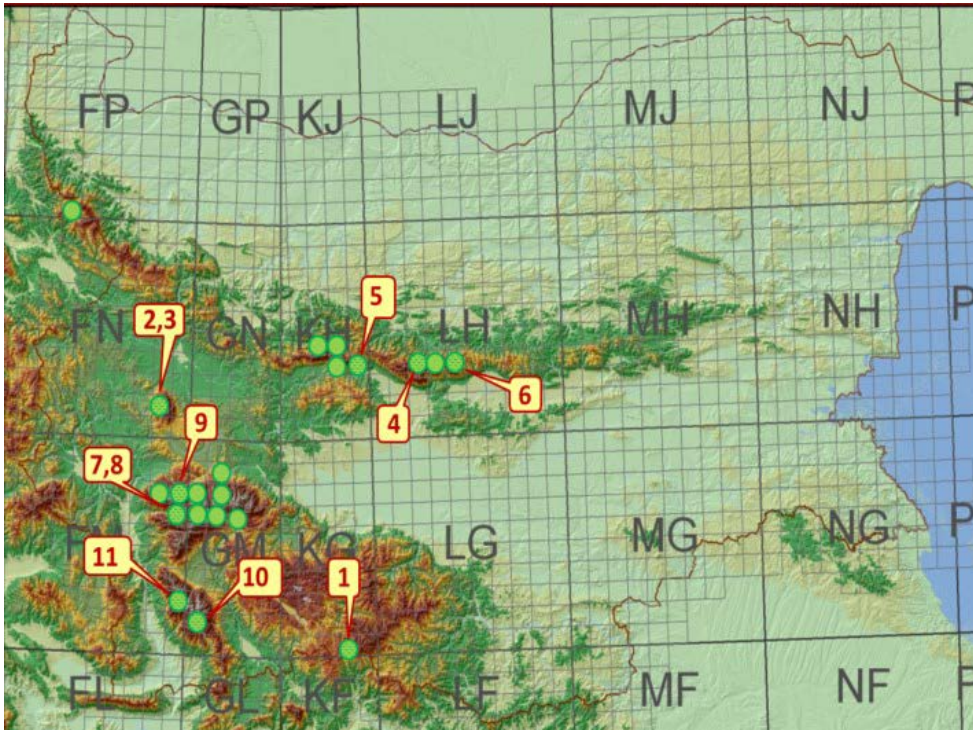 FP GP KJ LJ MJ NJ P
5
FN 2,3 GN KH LH MH NH P
4 6
9
7,8
FM GM KG LG MG NG P
11 10 1
FL GL KF LF MF NF F